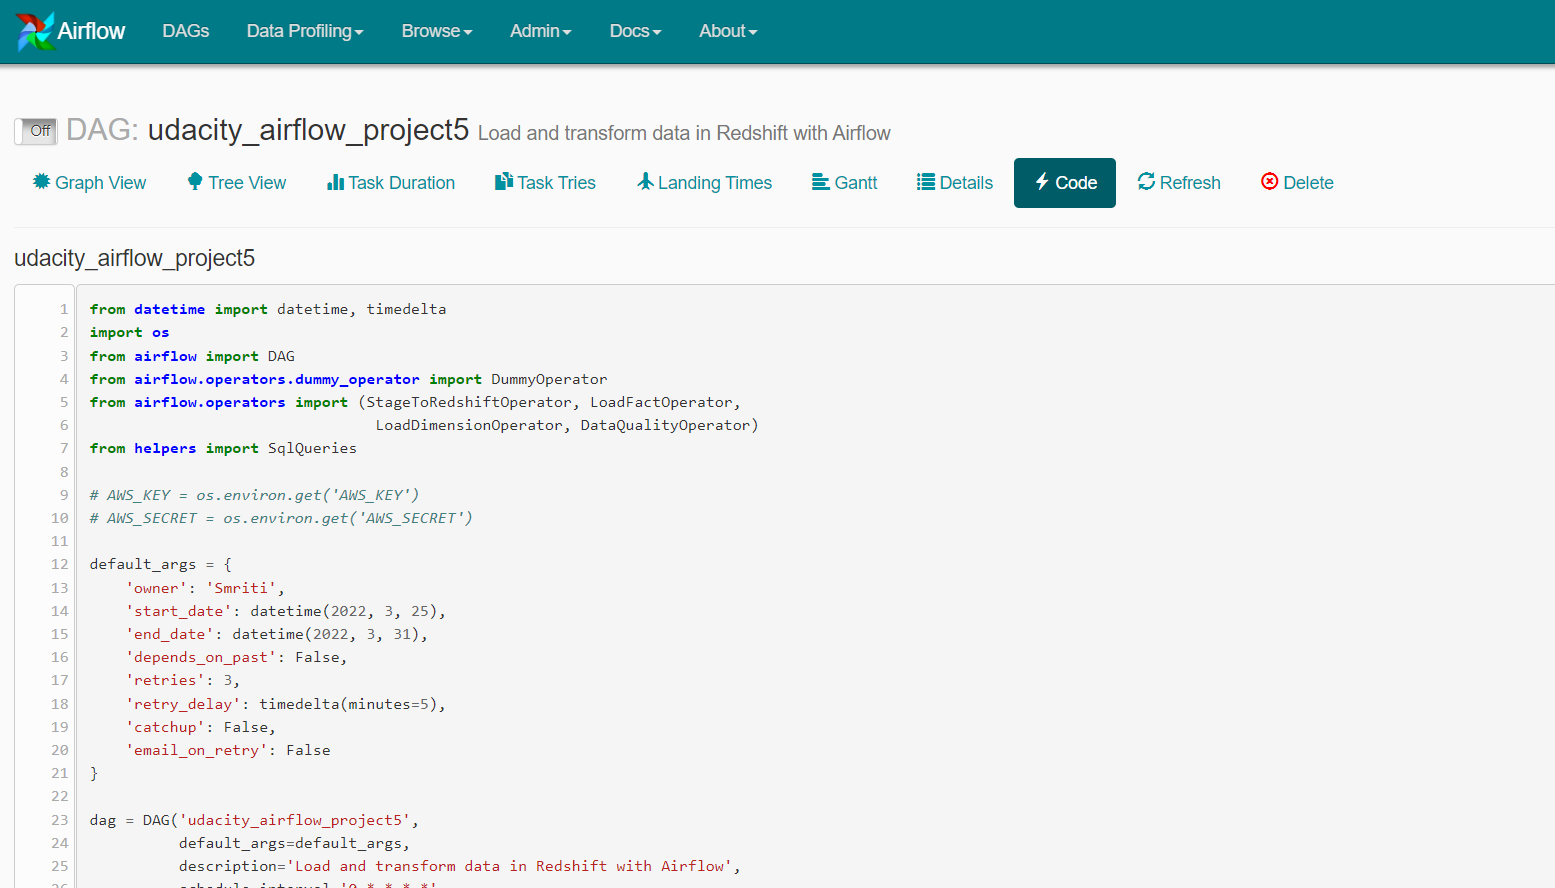 Airflow DAGs Data Profiling Browse Admin Docs About
Off DAG: udacity_airflow_project5 Load and transform data in Redshift with Airflow
Graph View Tree View Task Duration Task Tries Landing Times Gantt Details Code Refresh Delete
udacity_airflow_project5
1 from datetime import datetime, timedelta
2 import os
3 from airflow import DAG
4 from airflow.operators.dummy_operator import DummyOperator
5 from airflow.operators import (StageToRedshiftOperator, LoadFactOperator,
6                                 LoadDimensionOperator, DataQualityOperator)
7 from helpers import SqlQueries
8
9 # AWS_KEY = os.environ.get('AWS_KEY')
10 # AWS_SECRET = os.environ.get('AWS_SECRET')
11
12 default_args = {
13     'owner': 'Smriti',
14     'start_date': datetime(2022, 3, 25),
15     'end_date': datetime(2022, 3, 31),
16     'depends_on_past': False,
17     'retries': 3,
18     'retry_delay': timedelta(minutes=5),
19     'catchup': False,
20     'email_on_retry': False
21 }
22
23 dag = DAG('udacity_airflow_project5',
24           default_args=default_args,
25           description='Load and transform data in Redshift with Airflow',
26           schedule_interval='0 * * * *'